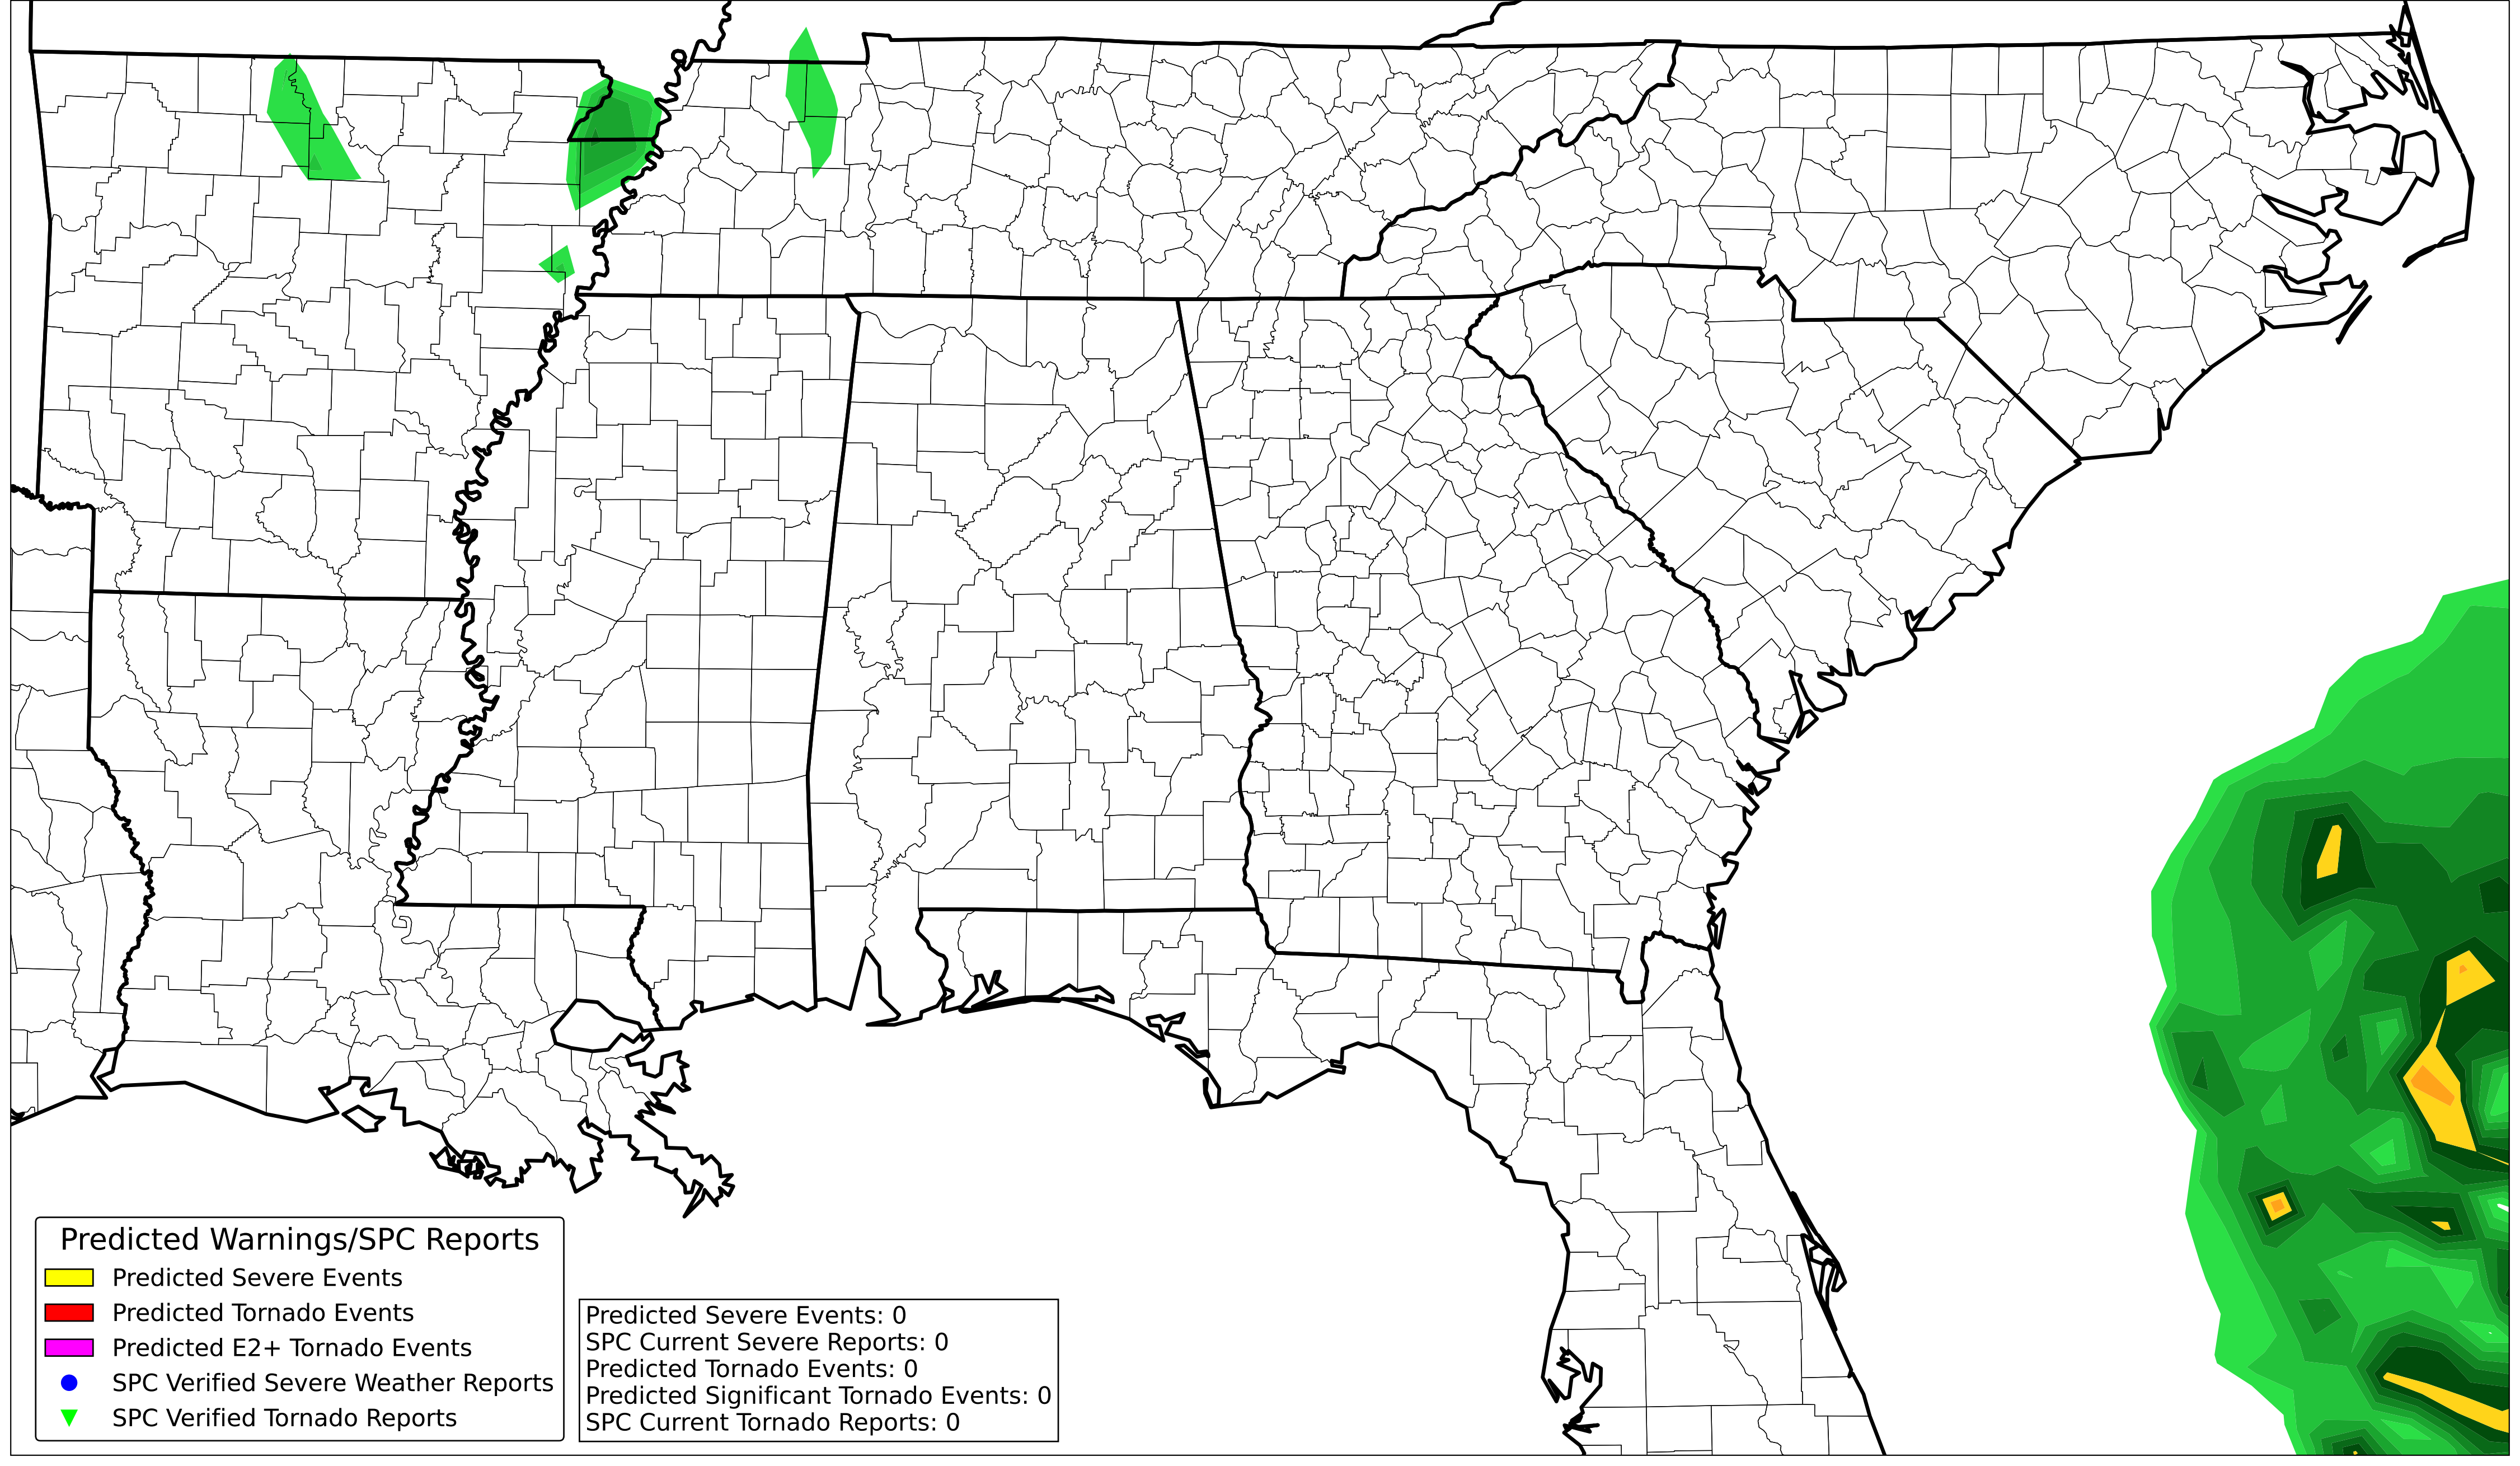 Predicted Warnings/SPC Reports
Predicted Severe Events
Predicted Tornado Events
Predicted E2+ Tornado Events
SPC Verified Severe Weather Reports
SPC Verified Tornado Reports
Predicted Severe Events: 0
SPC Current Severe Reports: 0
Predicted Tornado Events: 0
Predicted Significant Tornado Events: 0
SPC Current Tornado Reports: 0